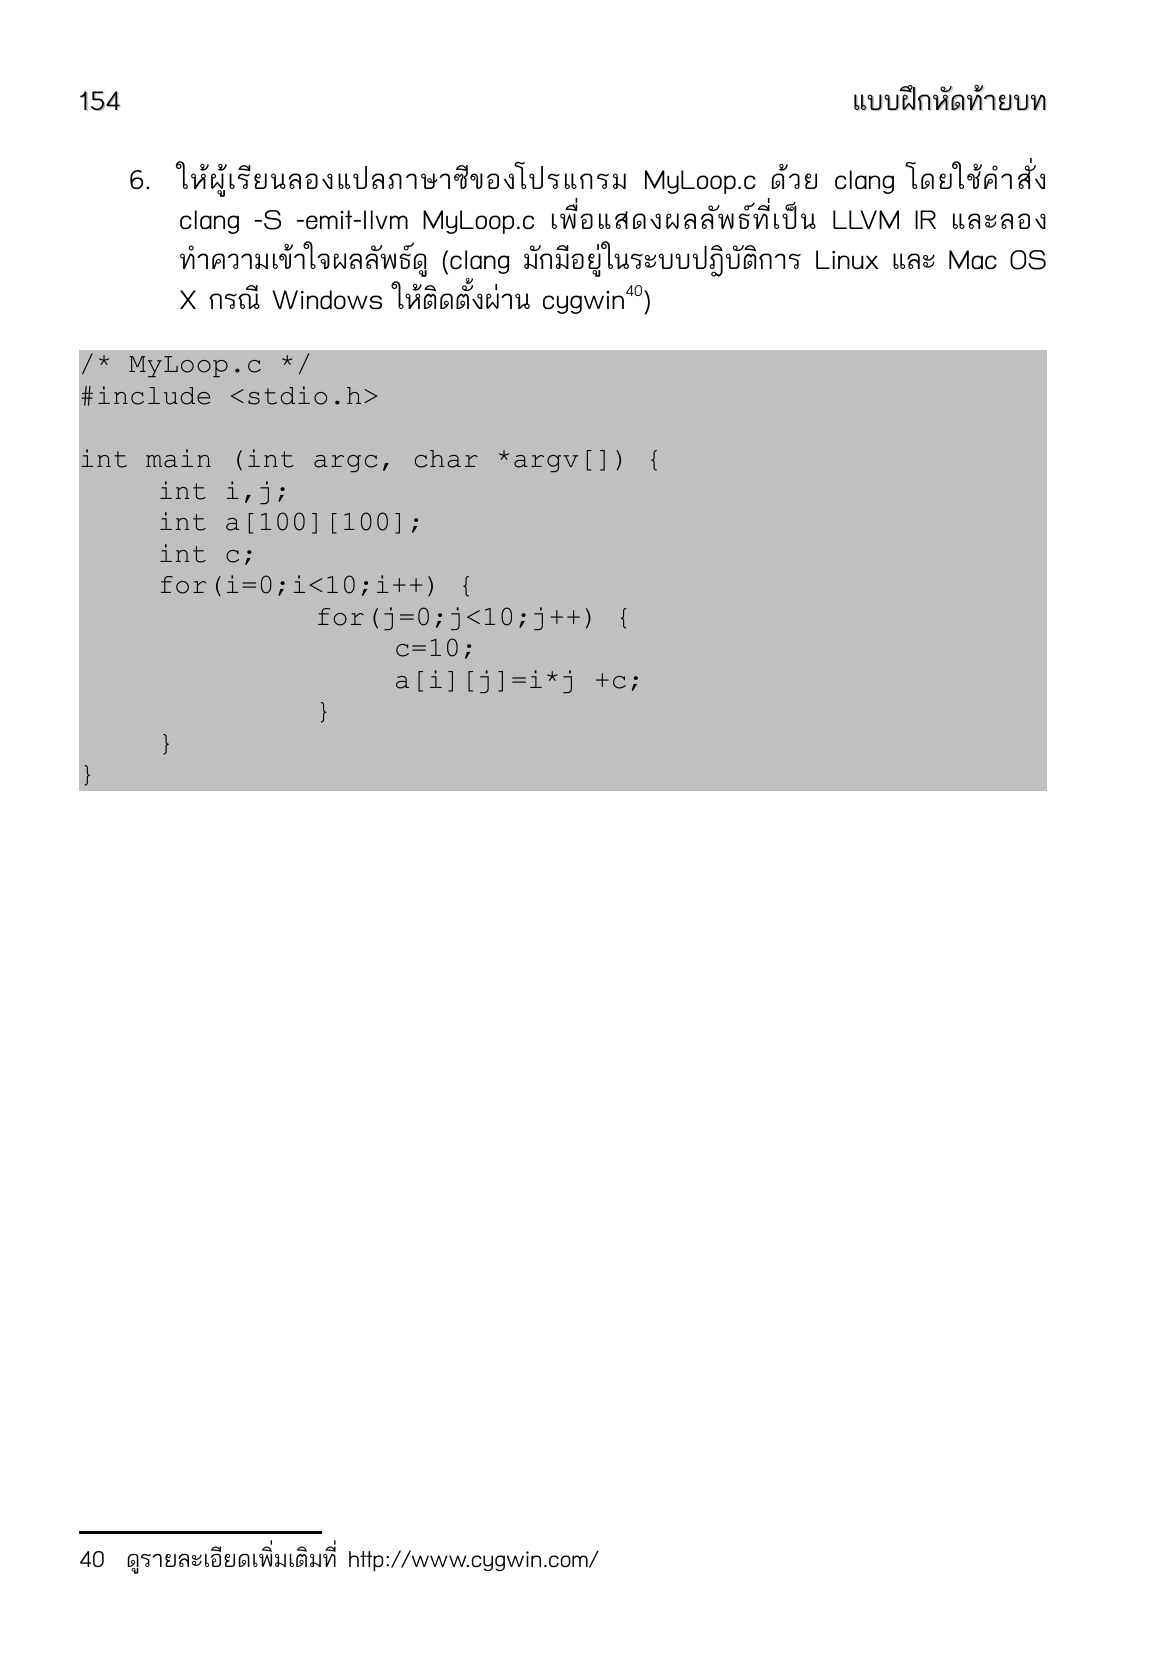 154 แบบฝึกหัดท้ายบท
6. ให้ผู้เรียนลองแปลภาษาซีของโปรแกรม MyLoop.c ด้วย clang โดยใช้คำสั่ง
clang -S -emit-llvm MyLoop.c เพื่อแสดงผลลัพธ์ที่เป็น LLVM IR และลอง
ทำความเข้าใจผลลัพธ์ดู (clang มักมีอยู่ในระบบปฏิบัติการ Linux และ Mac OS
X กรณี Windows ให้ติดตั้งผ่าน cygwin40)
/* MyLoop.c */
#include <stdio.h>
int main (int argc, char *argv[]) {
int i,j;
int a[100][100];
int c;
for(i=0;i<10;i++) {
for(j=0;j<10;j++) {
c=10;
a[i][j]=i*j +c;
}
}
}
40 ดูรายละเอียดเพิ่มเติมที่ http://www.cygwin.com/